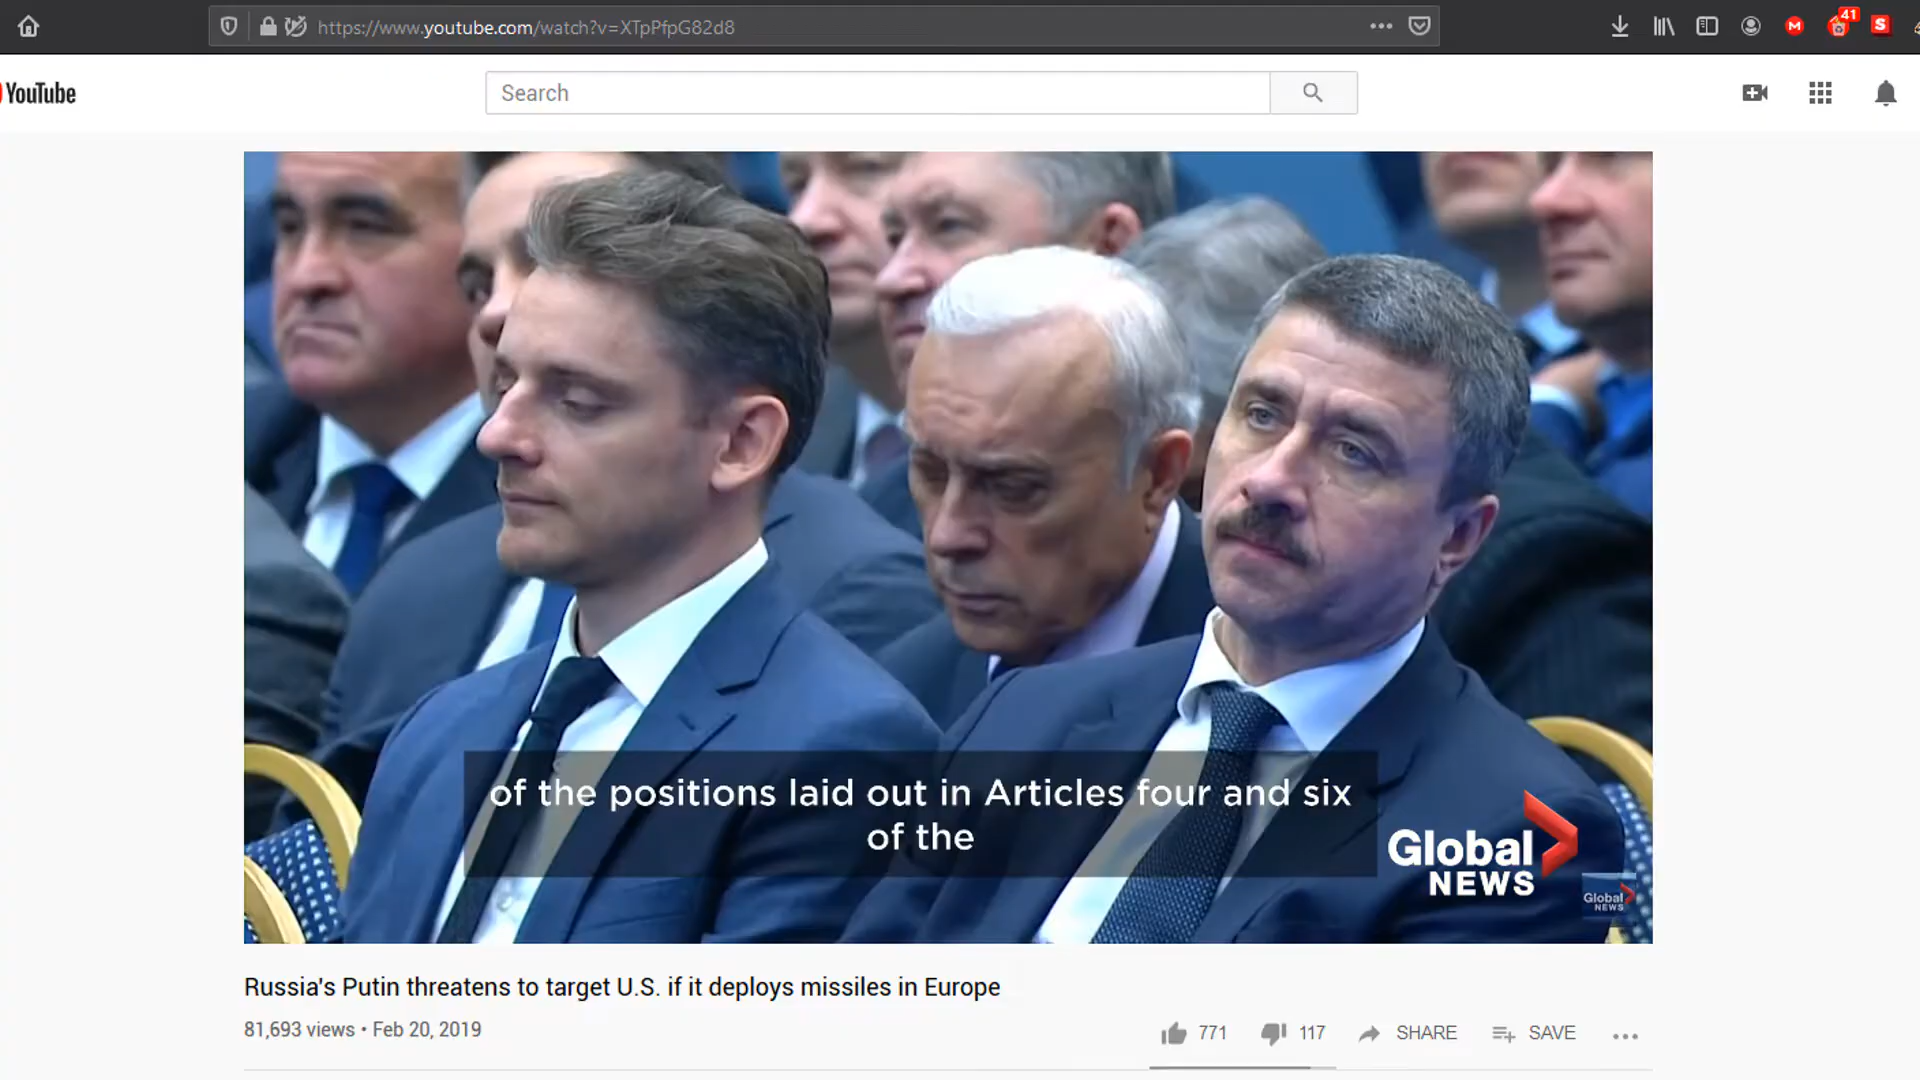 https://www.youtube.com/watch?v=XTpPfpG82d8
41
M
S
YouTube
Search
of the positions laid out in Articles four and six
of the
Global
NEWS
Global
NEWS
Russia's Putin threatens to target U.S. if it deploys missiles in Europe
81,693 views • Feb 20, 2019
771
117
SHARE
SAVE